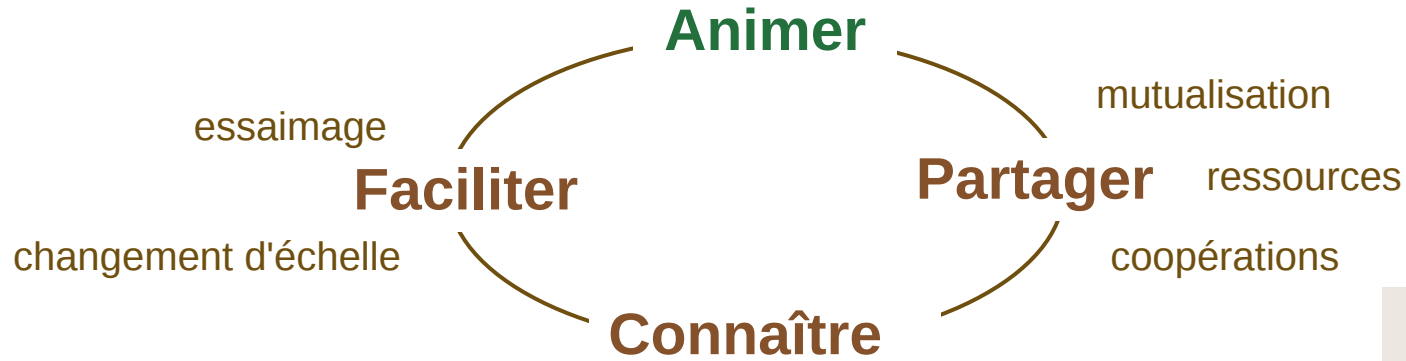 Animer
mutualisation
essaimage
Faciliter
Partager
ressources
changement d'échelle
coopérations
Connaître